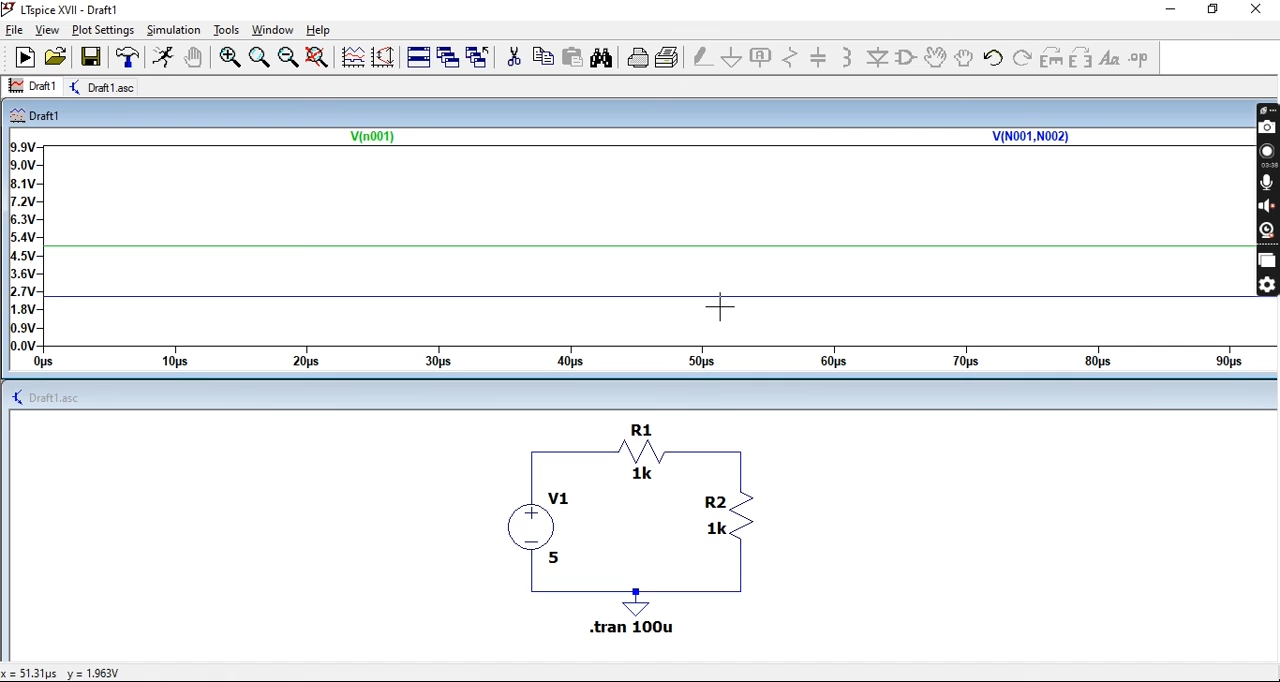 LTspice XVII - Draft1
File View Plot Settings Simulation Tools Window Help
Draft1 Draft1.asc
Draft1
V(n001) V(N001,N002)
9.9V
9.0V
8.1V
7.2V
6.3V
5.4V
4.5V
3.6V
2.7V
1.8V
0.9V
0.0V
0µs 10µs 20µs 30µs 40µs 50µs 60µs 70µs 80µs 90µs
03:38
Draft1.asc
R1
1k
V1
5
R2
1k
.tran 100u
x = 51.31µs y = 1.963V